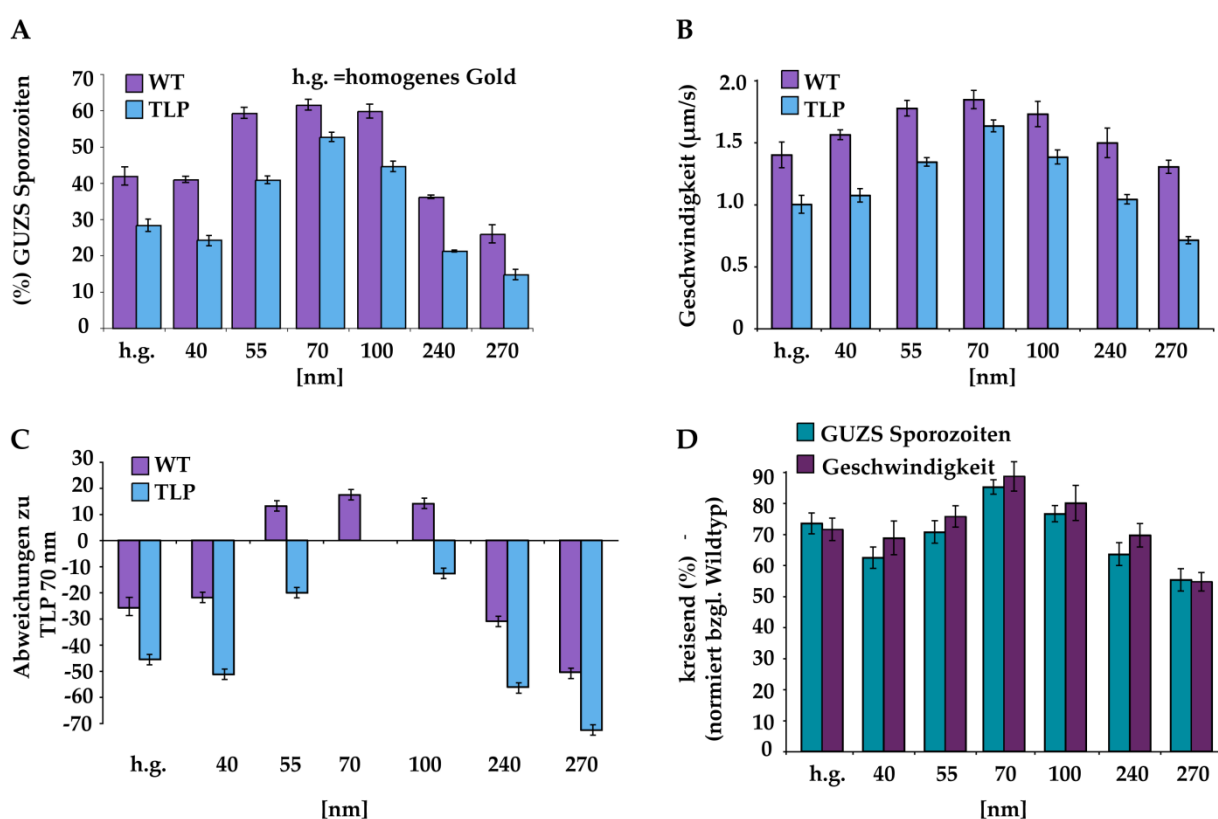 A
(%) GUZS Sporozoiten
WT
TLP
h.g. =homogenes Gold
70
60
50
40
30
20
10
0
h.g. 40 55 70 100 240 270
[nm]
B
Geschwindigkeit (µm/s)
WT
TLP
2.0
1.5
1.0
0.5
0
h.g. 40 55 70 100 240 270
[nm]
C
Abweichungen zu
TLP 70 nm
WT
TLP
30
20
10
0
-10
-20
-30
-40
-50
-60
-70
h.g. 40 55 70 100 240 270
[nm]
D
GUZS Sporozoiten
Geschwindigkeit
kreisend (%) -
(normiert bzgl. Wildtyp)
90
80
70
60
50
40
30
20
10
0
h.g. 40 55 70 100 240 270
[nm]